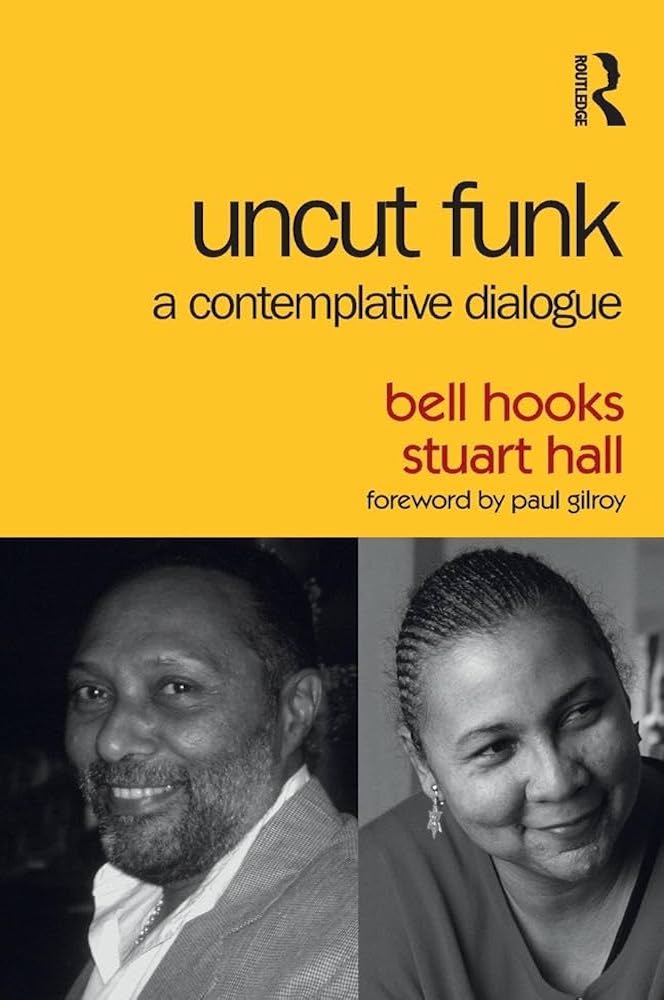 ROUTLEDGE
uncut funk
a contemplative dialogue
bell hooks
stuart hall
foreword by paul gilroy